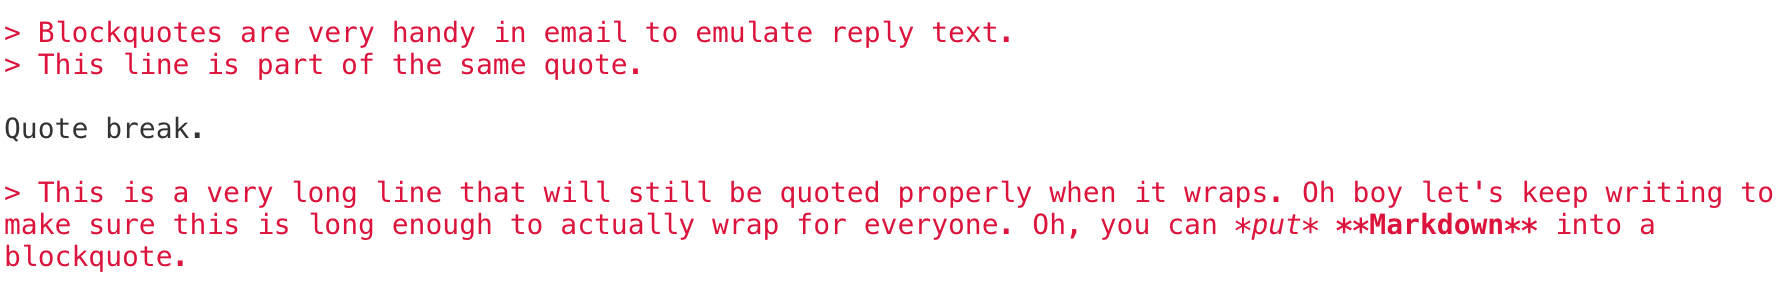 > Blockquotes are very handy in email to emulate reply text.
> This line is part of the same quote.
Quote break.
> This is a very long line that will still be quoted properly when it wraps. Oh boy let's keep writing to
make sure this is long enough to actually wrap for everyone. Oh, you can *put* **Markdown** into a
blockquote.